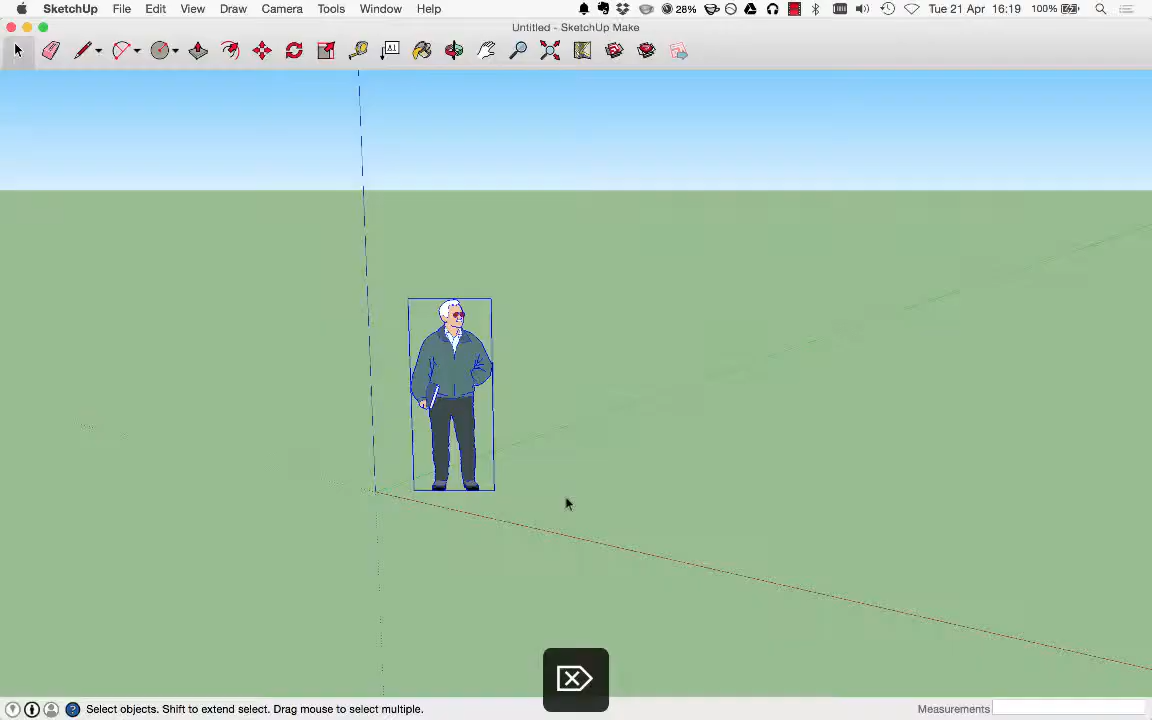 SketchUp File Edit View Draw Camera Tools Window Help 28% Tue 21 Apr 16:19 100%
Untitled - SketchUp Make
A1
? Select objects. Shift to extend select. Drag mouse to select multiple. Measurements